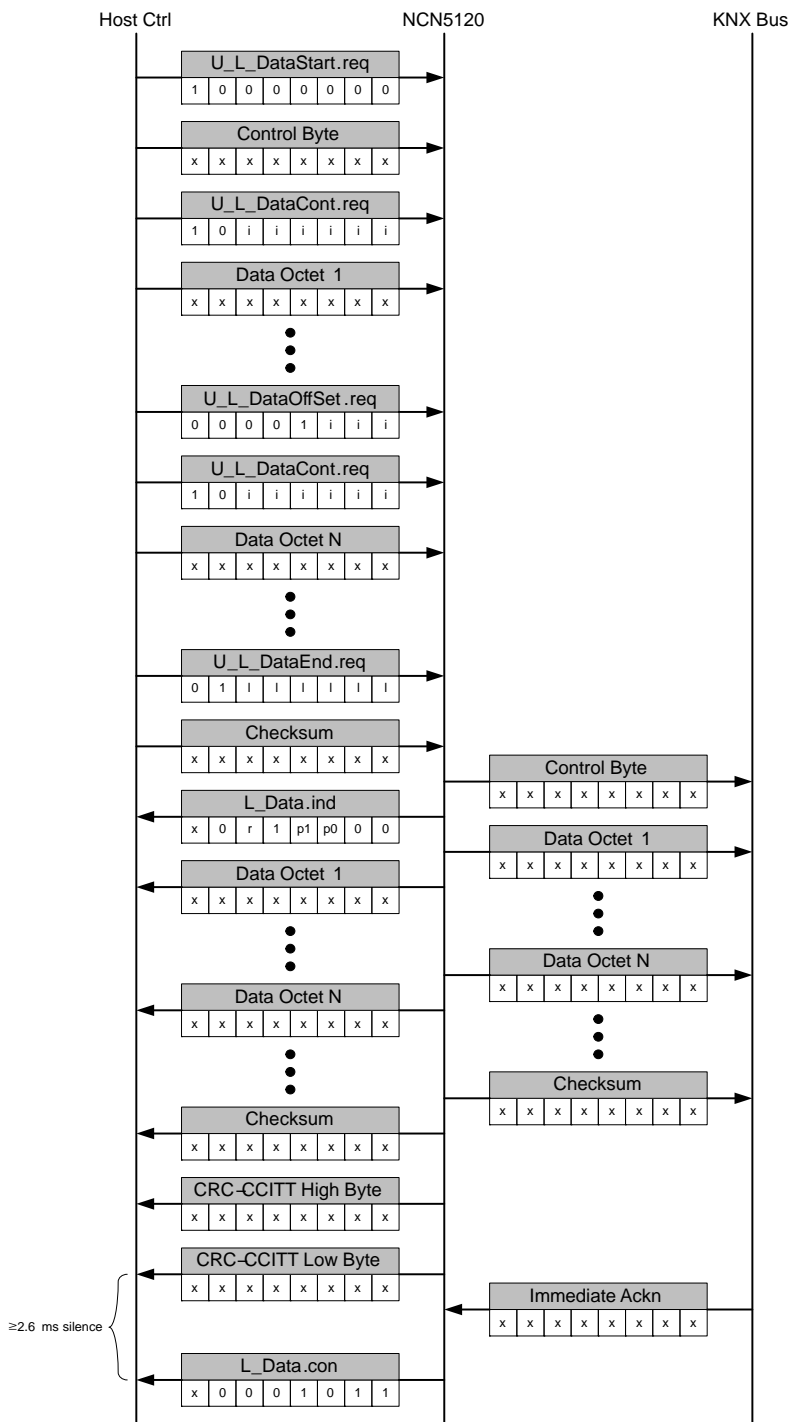 Host Ctrl NCN5120 KNX Bus
U_L_DataStart.req
1 0 0 0 0 0 0 0
Control Byte
x x x x x x x x
U_L_DataCont.req
1 0 i i i i i i
Data Octet 1
x x x x x x x x
U_L_DataOffSet.req
0 0 0 0 1 i i i
U_L_DataCont.req
1 0 i i i i i i
Data Octet N
x x x x x x x x
U_L_DataEnd.req
0 1 l l l l l l
Checksum
x x x x x x x x
Control Byte
x x x x x x x x
L_Data.ind
x 0 r 1 p1 p0 0 0
Data Octet 1
x x x x x x x x
Data Octet 1
x x x x x x x x
Data Octet N
x x x x x x x x
Data Octet N
x x x x x x x x
Checksum
x x x x x x x x
Checksum
x x x x x x x x
CRC-CCITT High Byte
x x x x x x x x
CRC-CCITT Low Byte
x x x x x x x x
Immediate Ackn
x x x x x x x x
≥2.6 ms silence
L_Data.con
x 0 0 0 1 0 1 1